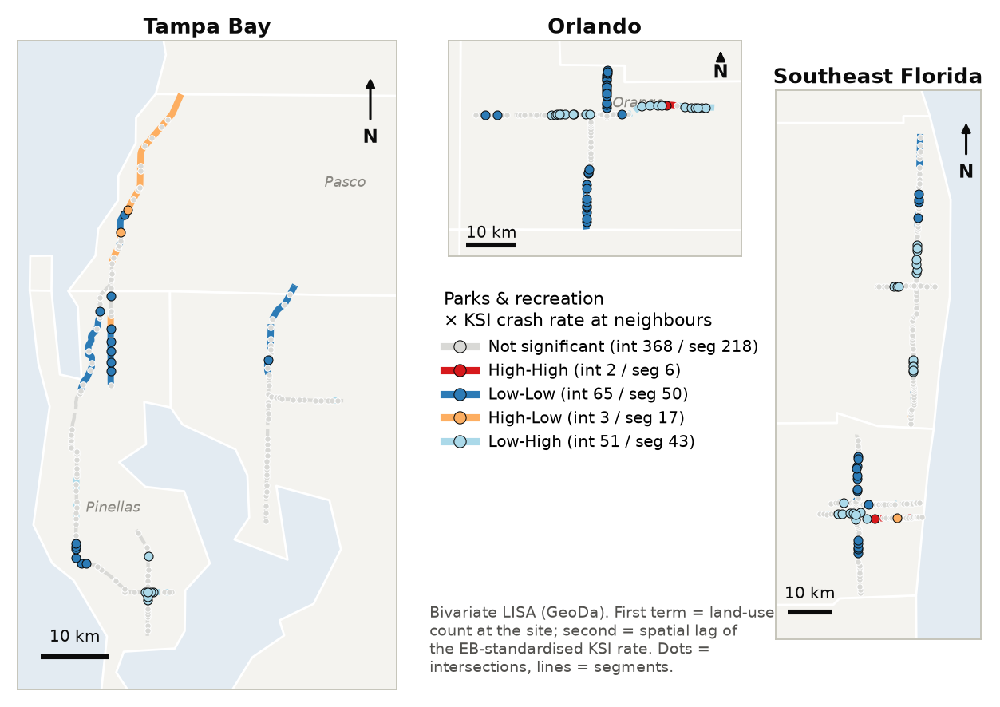 Tampa Bay
Orlando
Southeast Florida
N
Pasco
Pinellas
10 km
N
Orange
10 km
N
10 km
Parks & recreation
× KSI crash rate at neighbours
Not significant (int 368 / seg 218)
High-High (int 2 / seg 6)
Low-Low (int 65 / seg 50)
High-Low (int 3 / seg 17)
Low-High (int 51 / seg 43)
Bivariate LISA (GeoDa). First term = land-use
count at the site; second = spatial lag of
the EB-standardised KSI rate. Dots =
intersections, lines = segments.